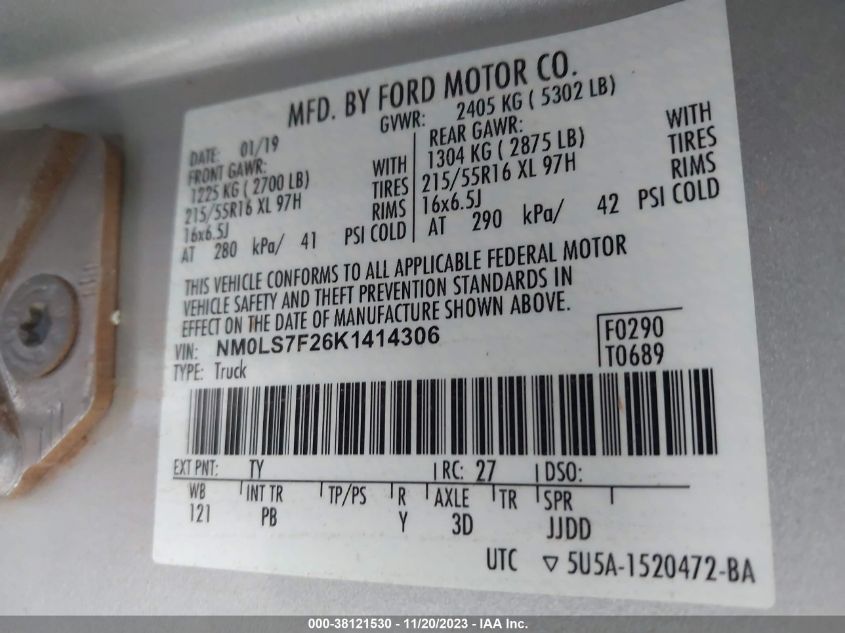 MFD. BY FORD MOTOR CO.
DATE: 01/19 GVWR: 2405 KG ( 5302 LB)
FRONT GAWR: REAR GAWR:
1225 KG ( 2700 LB) WITH 1304 KG ( 2875 LB) WITH
215/55R16 XL 97H TIRES 215/55R16 XL 97H TIRES
16x6.5J RIMS 16x6.5J RIMS
AT 280 kPa/ 41 PSI COLD AT 290 kPa/ 42 PSI COLD
THIS VEHICLE CONFORMS TO ALL APPLICABLE FEDERAL MOTOR
VEHICLE SAFETY AND THEFT PREVENTION STANDARDS IN
EFFECT ON THE DATE OF MANUFACTURE SHOWN ABOVE.
VIN: NM0LS7F26K1414306 F0290
TYPE: Truck T0689
EXT PNT: TY RC: 27 DSO:
WB INT TR TP/PS R AXLE TR SPR
121 PB Y 3D JJDD
UTC ▽ 5U5A-1520472-BA
000-38121530 - 11/20/2023 - IAA Inc.